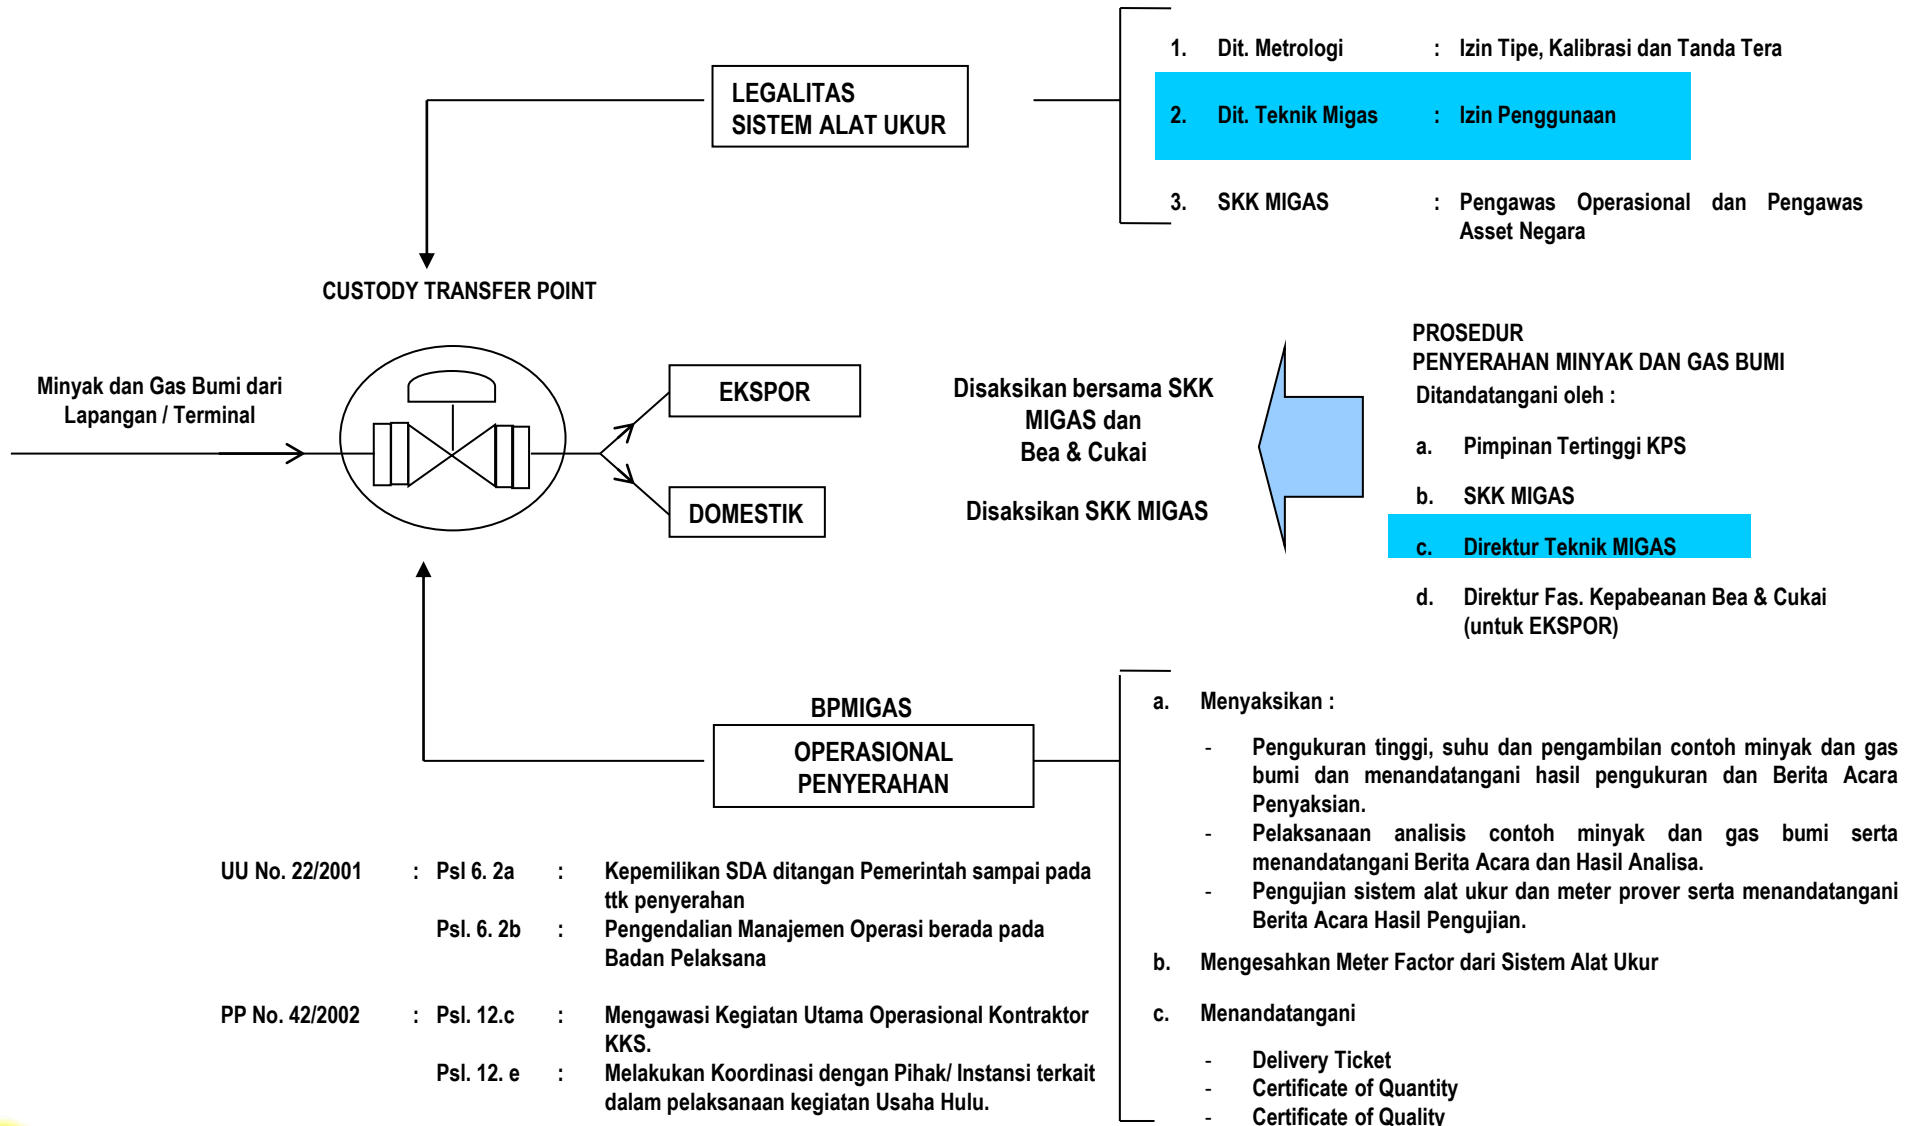 1. Dit. Metrologi : Izin Tipe, Kalibrasi dan Tanda Tera
LEGALITAS
SISTEM ALAT UKUR
2. Dit. Teknik Migas : Izin Penggunaan
3. SKK MIGAS : Pengawas Operasional dan Pengawas
Asset Negara
CUSTODY TRANSFER POINT
Minyak dan Gas Bumi dari
Lapangan / Terminal
EKSPOR
DOMESTIK
Disaksikan bersama SKK
MIGAS dan
Bea & Cukai
Disaksikan SKK MIGAS
PROSEDUR
PENYERAHAN MINYAK DAN GAS BUMI
Ditandatangani oleh :
a. Pimpinan Tertinggi KPS
b. SKK MIGAS
c. Direktur Teknik MIGAS
d. Direktur Fas. Kepabeanan Bea & Cukai
(untuk EKSPOR)
BPMIGAS
OPERASIONAL
PENYERAHAN
a. Menyaksikan :
- Pengukuran tinggi, suhu dan pengambilan contoh minyak dan gas
bumi dan menandatangani hasil pengukuran dan Berita Acara
Penyaksian.
- Pelaksanaan analisis contoh minyak dan gas bumi serta
menandatangani Berita Acara dan Hasil Analisa.
- Pengujian sistem alat ukur dan meter prover serta menandatangani
Berita Acara Hasil Pengujian.
b. Mengesahkan Meter Factor dari Sistem Alat Ukur
c. Menandatangani
- Delivery Ticket
- Certificate of Quantity
- Certificate of Quality
UU No. 22/2001 : Psl 6. 2a : Kepemilikan SDA ditangan Pemerintah sampai pada
ttk penyerahan
Psl. 6. 2b : Pengendalian Manajemen Operasi berada pada
Badan Pelaksana
PP No. 42/2002 : Psl. 12.c : Mengawasi Kegiatan Utama Operasional Kontraktor
KKS.
Psl. 12. e : Melakukan Koordinasi dengan Pihak/ Instansi terkait
dalam pelaksanaan kegiatan Usaha Hulu.